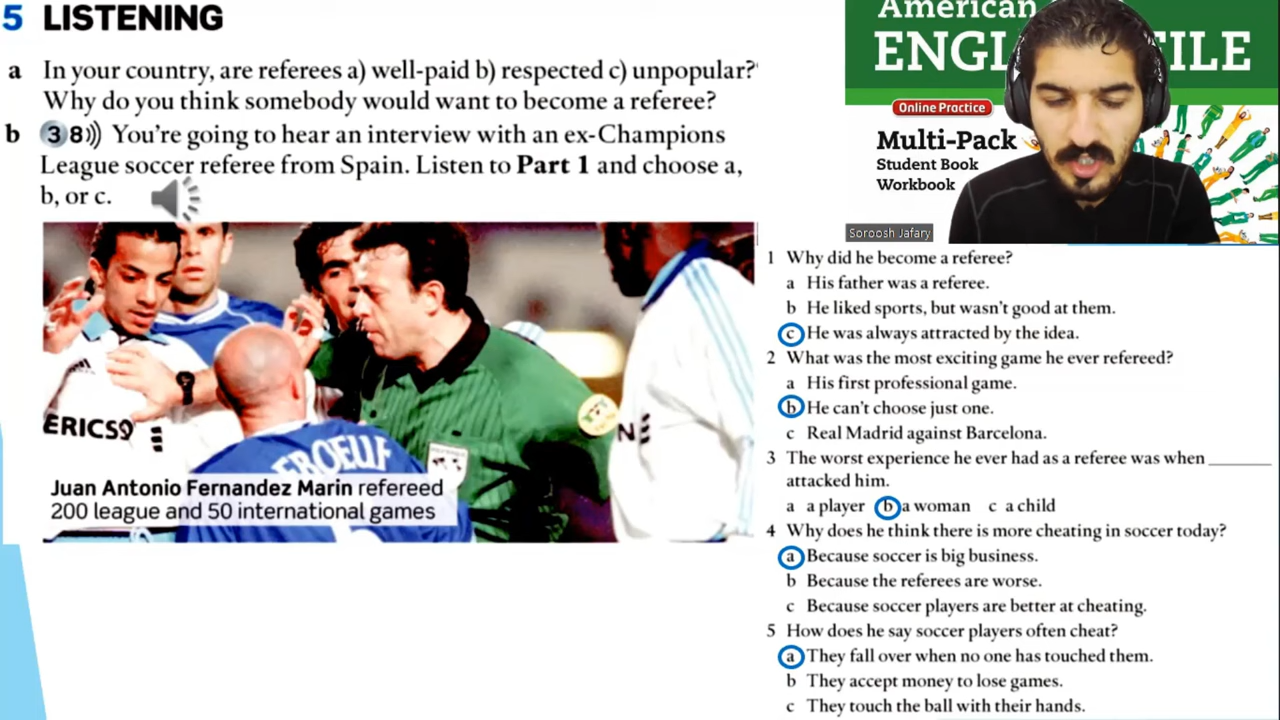 5 LISTENING
a In your country, are referees a) well-paid b) respected c) unpopular?
Why do you think somebody would want to become a referee?
b 3 8 You're going to hear an interview with an ex-Champions
League soccer referee from Spain. Listen to Part 1 and choose a,
b, or c.
ERICS
Juan Antonio Fernandez Marin refereed
200 league and 50 international games
American
Online Practice
Multi-Pack
Student Book
Workbook
Soroosh Jafary
1 Why did he become a referee?
a His father was a referee.
b He liked sports, but wasn't good at them.
c He was always attracted by the idea.
2 What was the most exciting game he ever refereed?
a His first professional game.
b He can't choose just one.
c Real Madrid against Barcelona.
3 The worst experience he ever had as a referee was when ______
attacked him.
a a player b a woman c a child
4 Why does he think there is more cheating in soccer today?
a Because soccer is big business.
b Because the referees are worse.
c Because soccer players are better at cheating.
5 How does he say soccer players often cheat?
a They fall over when no one has touched them.
b They accept money to lose games.
c They touch the ball with their hands.